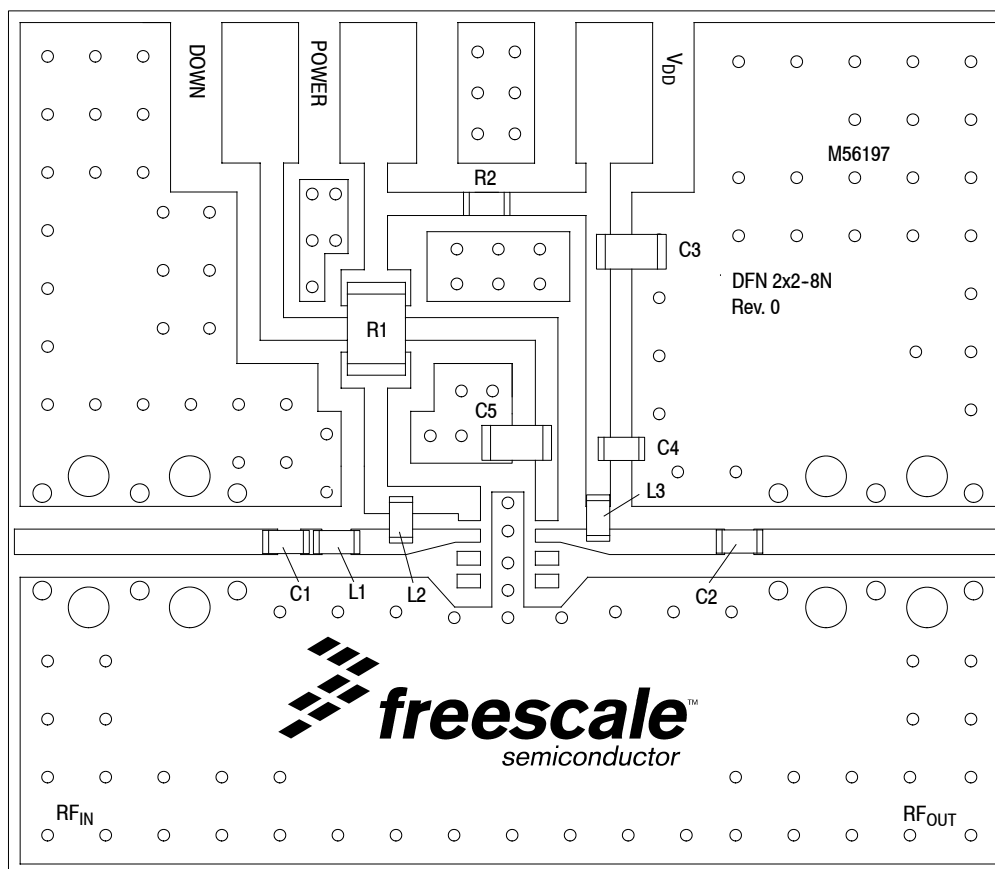 DOWN
POWER
VDD
M56197
R2
C3
DFN 2x2-8N
Rev. 0
R1
C5
C4
L3
C1
L1
L2
C2
freescale™
semiconductor
RFIN
RFOUT